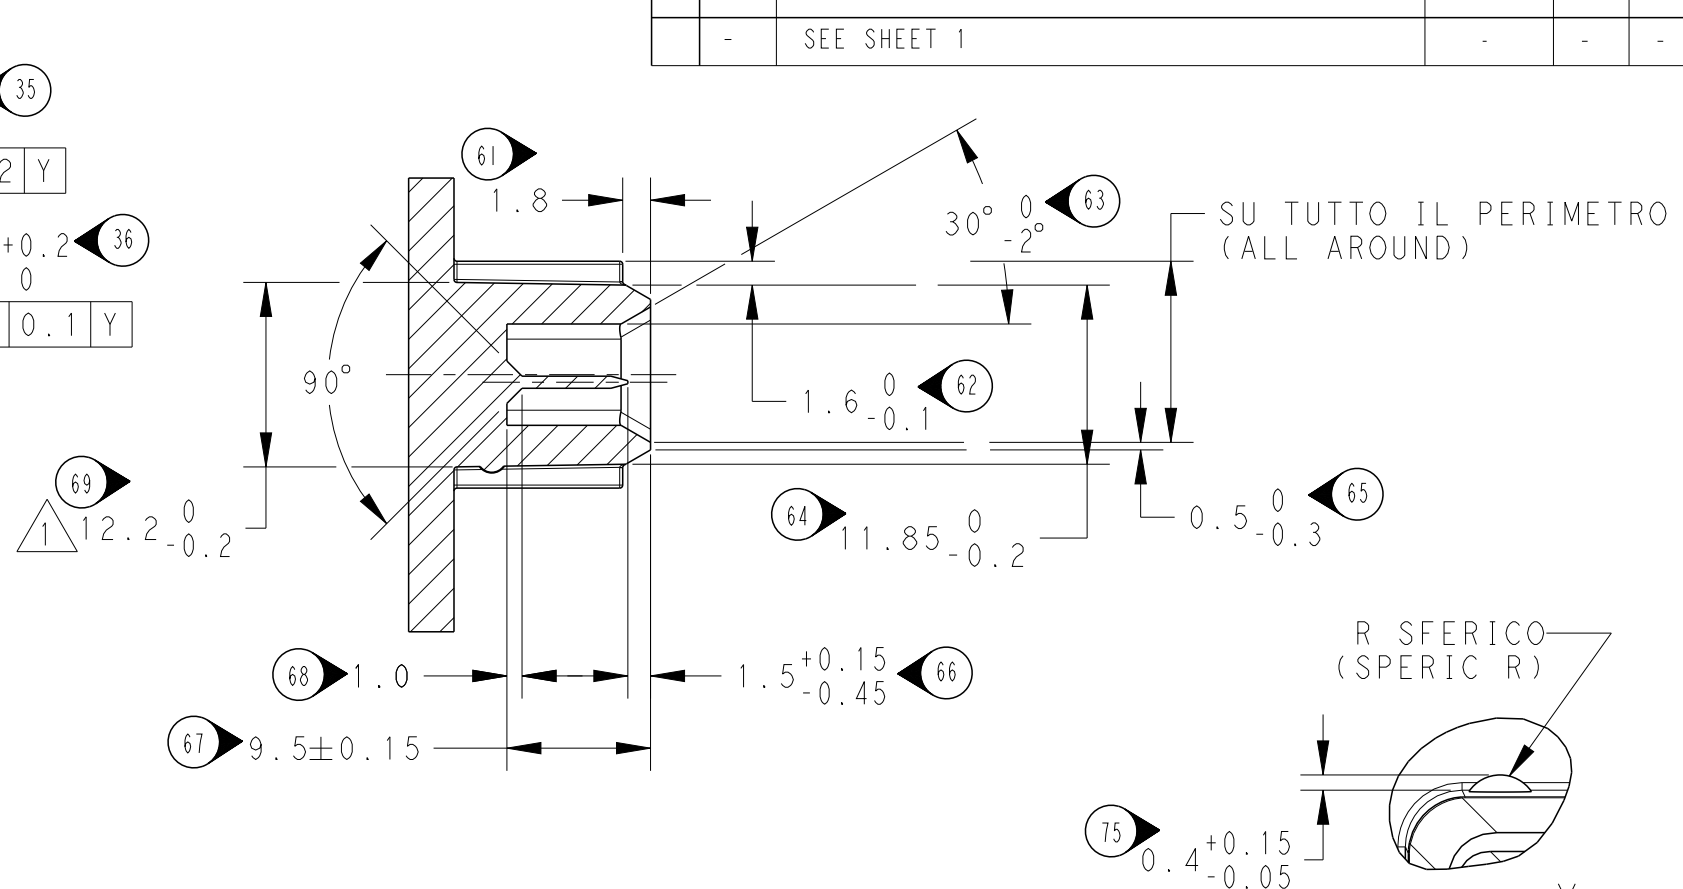 - SEE SHEET 1 - - -
35
2 Y
+0.2 36
0
0.1 Y
61
1.8
30° 0 63
-2°
SU TUTTO IL PERIMETRO
(ALL AROUND)
90°
1.6 0 62
-0.1
69
1 12.2 0
-0.2
64 11.85 0
-0.2
0.5 0 65
-0.3
68 1.0
1.5 +0.15 66
-0.45
67 9.5±0.15
R SFERICO
(SPERIC R)
75 0.4 +0.15
-0.05